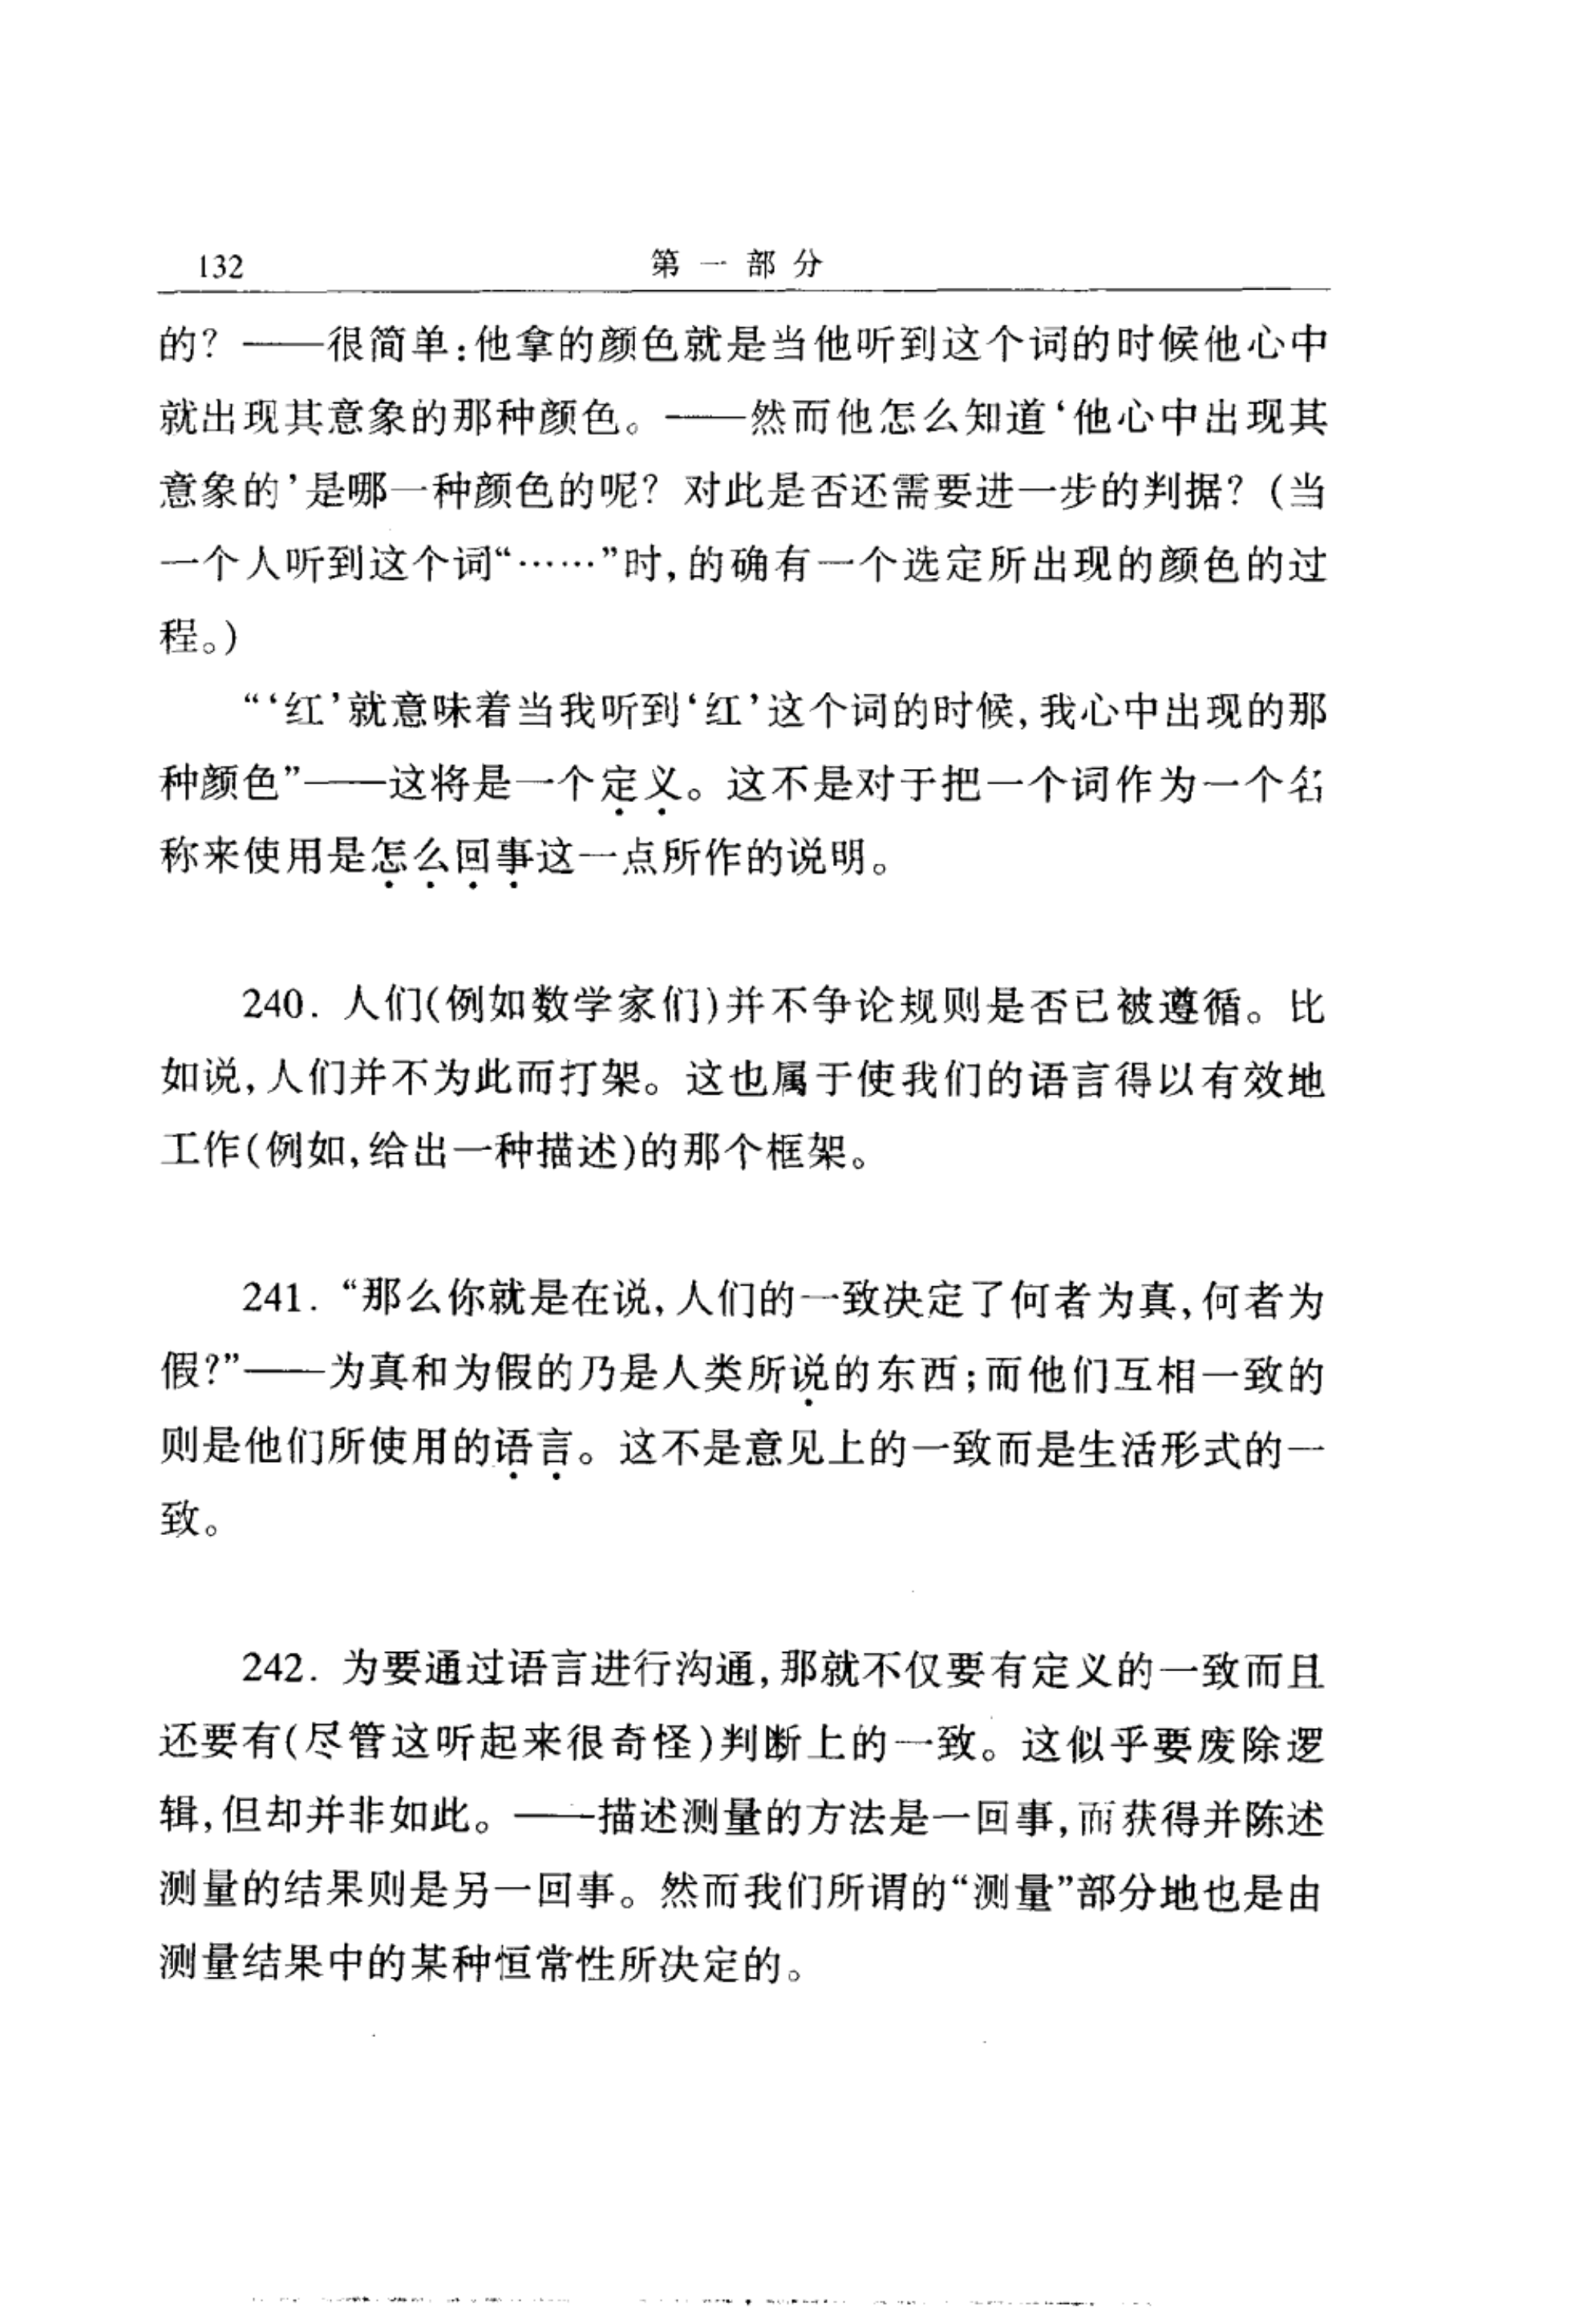 132 第一部分
的？——很简单：他拿的颜色就是当他听到这个词的时候他心中
就出现其意象的那种颜色。——然而他怎么知道‘他心中出现其
意象的’是哪一种颜色的呢？对此是否还需要进一步的判据？（当
一个人听到这个词“……”时，的确有一个选定所出现的颜色的过
程。）
“‘红’就意味着当我听到‘红’这个词的时候，我心中出现的那
种颜色”——这将是一个定义。这不是对于把一个词作为一个名
称来使用是怎么回事这一点所作的说明。
240. 人们（例如数学家们）并不争论规则是否已被遵循。比
如说，人们并不为此而打架。这也属于使我们的语言得以有效地
工作（例如，给出一种描述）的那个框架。
241. “那么你就是在说，人们的一致决定了何者为真，何者为
假？”——为真和为假的乃是人类所说的东西；而他们互相一致的
则是他们所使用的语言。这不是意见上的一致而是生活形式的一
致。
242. 为要通过语言进行沟通，那就不仅要有定义的一致而且
还要有（尽管这听起来很奇怪）判断上的一致。这似乎要废除逻
辑，但却并非如此。——描述测量的方法是一回事，而获得并陈述
测量的结果则是另一回事。然而我们所谓的“测量”部分地也是由
测量结果中的某种恒常性所决定的。